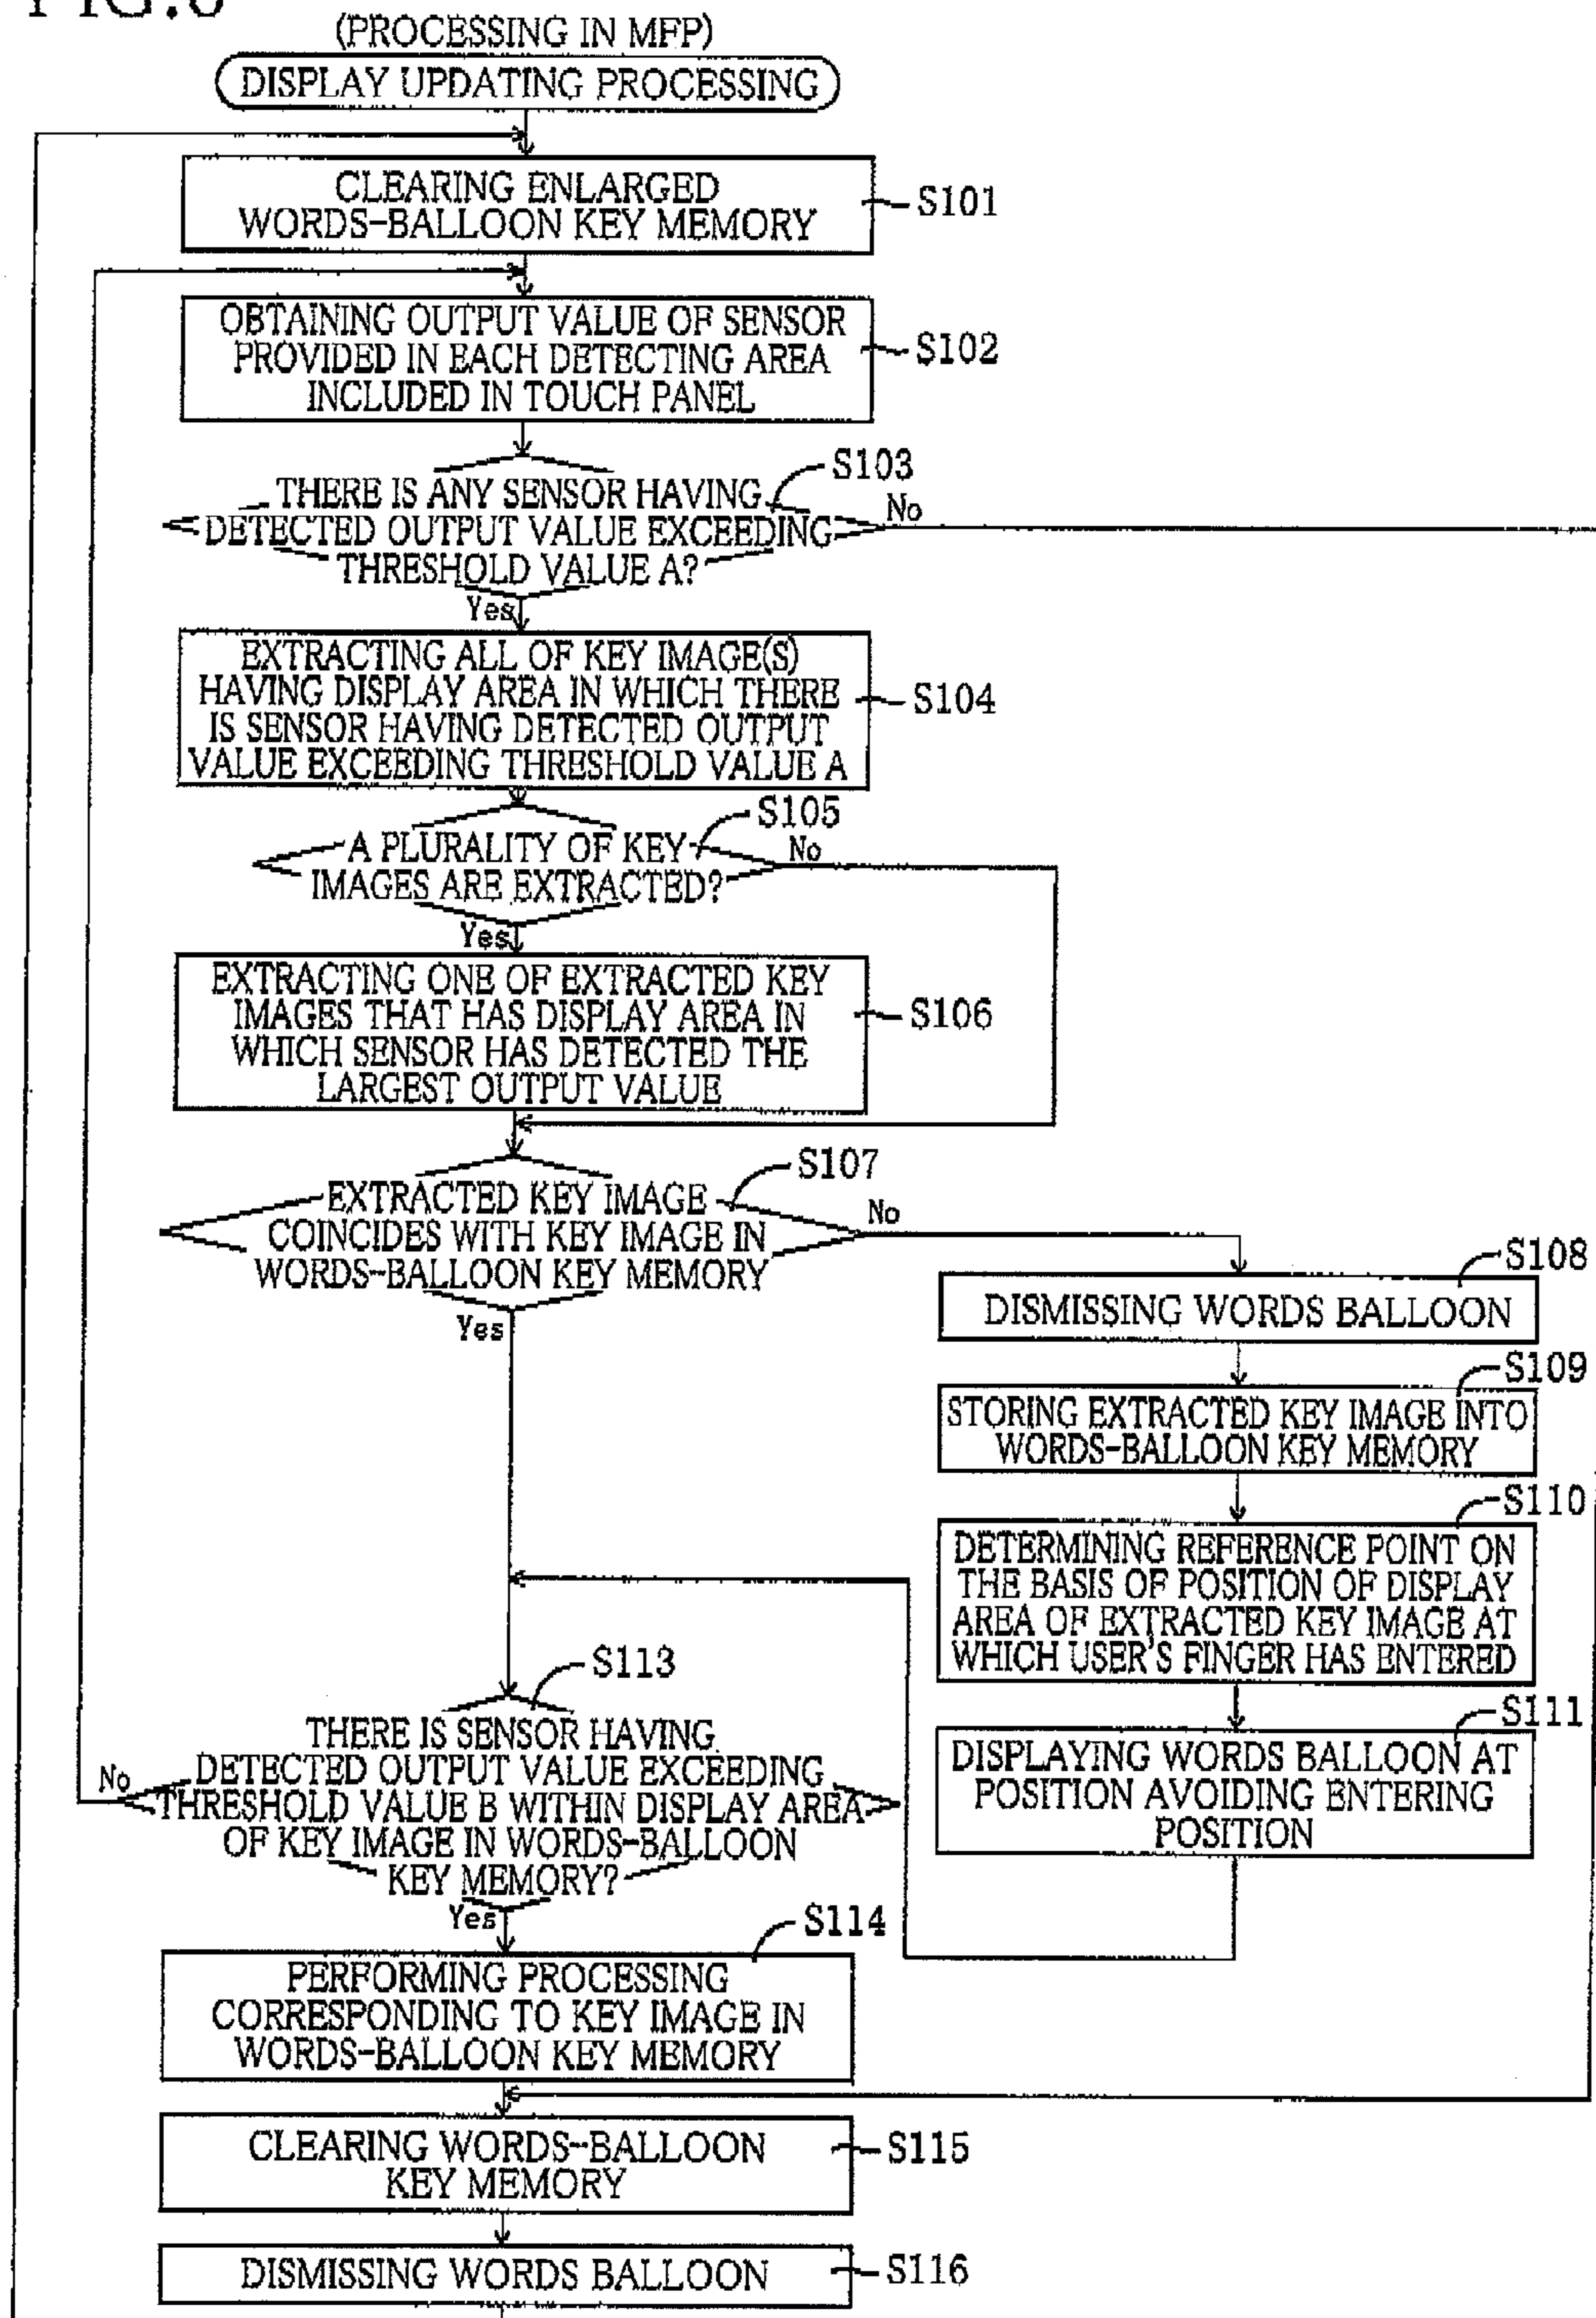 (PROCESSING IN MFP)
DISPLAY UPDATING PROCESSING
CLEARING ENLARGED
WORDS-BALLOON KEY MEMORY
S101
OBTAINING OUTPUT VALUE OF SENSOR
PROVIDED IN EACH DETECTING AREA
INCLUDED IN TOUCH PANEL
S102
S103
THERE IS ANY SENSOR HAVING
DETECTED OUTPUT VALUE EXCEEDING
THRESHOLD VALUE A?
No
Yes
EXTRACTING ALL OF KEY IMAGE(S)
HAVING DISPLAY AREA IN WHICH THERE
IS SENSOR HAVING DETECTED OUTPUT
VALUE EXCEEDING THRESHOLD VALUE A
S104
S105
A PLURALITY OF KEY
IMAGES ARE EXTRACTED?
No
Yes
EXTRACTING ONE OF EXTRACTED KEY
IMAGES THAT HAS DISPLAY AREA IN
WHICH SENSOR HAS DETECTED THE
LARGEST OUTPUT VALUE
S106
S107
EXTRACTED KEY IMAGE
COINCIDES WITH KEY IMAGE IN
WORDS-BALLOON KEY MEMORY
No
Yes
S108
DISMISSING WORDS BALLOON
S109
STORING EXTRACTED KEY IMAGE INTO
WORDS-BALLOON KEY MEMORY
S110
DETERMINING REFERENCE POINT ON
THE BASIS OF POSITION OF DISPLAY
AREA OF EXTRACTED KEY IMAGE AT
WHICH USER'S FINGER HAS ENTERED
S111
DISPLAYING WORDS BALLOON AT
POSITION AVOIDING ENTERING
POSITION
S113
THERE IS SENSOR HAVING
DETECTED OUTPUT VALUE EXCEEDING
THRESHOLD VALUE B WITHIN DISPLAY AREA
OF KEY IMAGE IN WORDS-BALLOON
KEY MEMORY?
No
Yes
S114
PERFORMING PROCESSING
CORRESPONDING TO KEY IMAGE IN
WORDS-BALLOON KEY MEMORY
CLEARING WORDS-BALLOON
KEY MEMORY
S115
DISMISSING WORDS BALLOON
S116